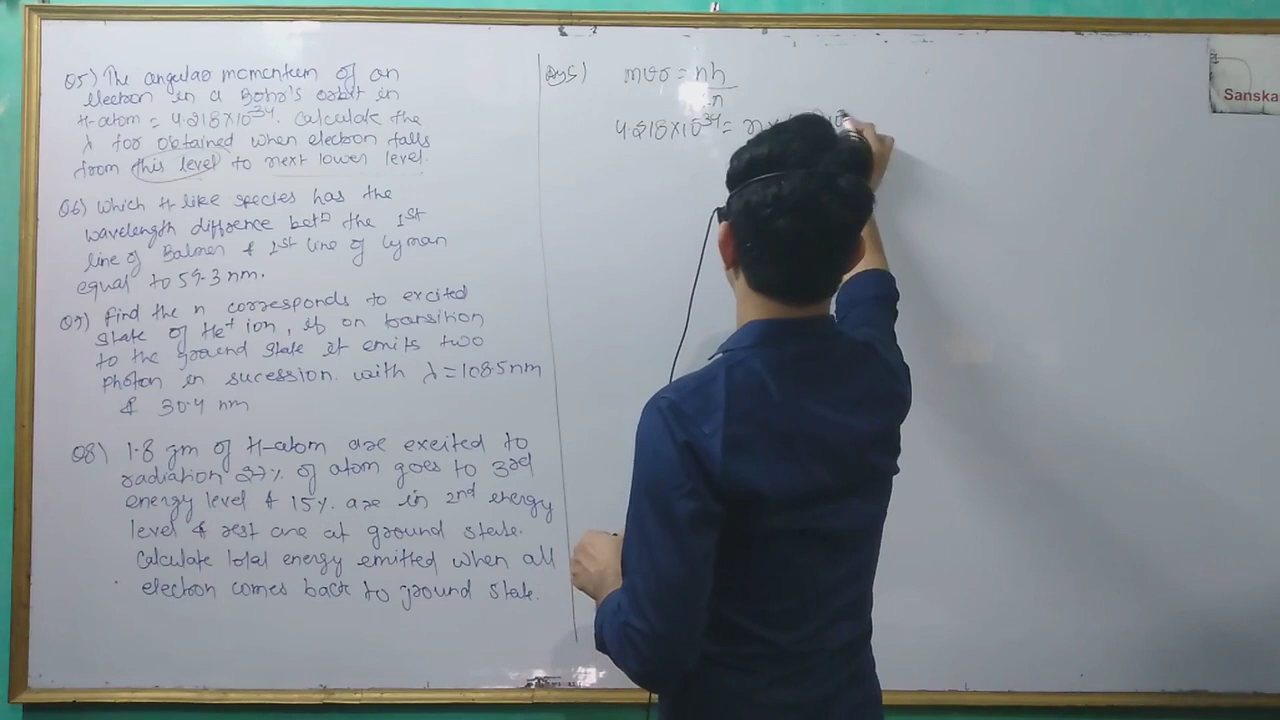 Q5) The angular momentum of an
electron in a Bohr's orbit in
H-atom = 4.218×10⁻³⁴. Calculate the
λ for obtained when electron falls
from this level to next lower level.
Q6) Which H like species has the
wavelength diffrence betⁿ the 1st
line of Balmer & 1st line of lyman
equal to 59.3 nm.
Q7) Find the n corresponds to excited
state of He⁺ ion, if on transition
to the ground state it emits two
photon in sucession. with λ = 108.5 nm
& 30.4 nm
Q8) 1.8 gm of H-atom are excited to
radiation 27% of atom goes to 3rd
energy level & 15%. are in 2nd energy
level & rest are at ground state.
Calculate total energy emitted when all
electron comes back to ground state.
Ans5) mvr = nh
4.218×10⁻³⁴ = n×
Sanska